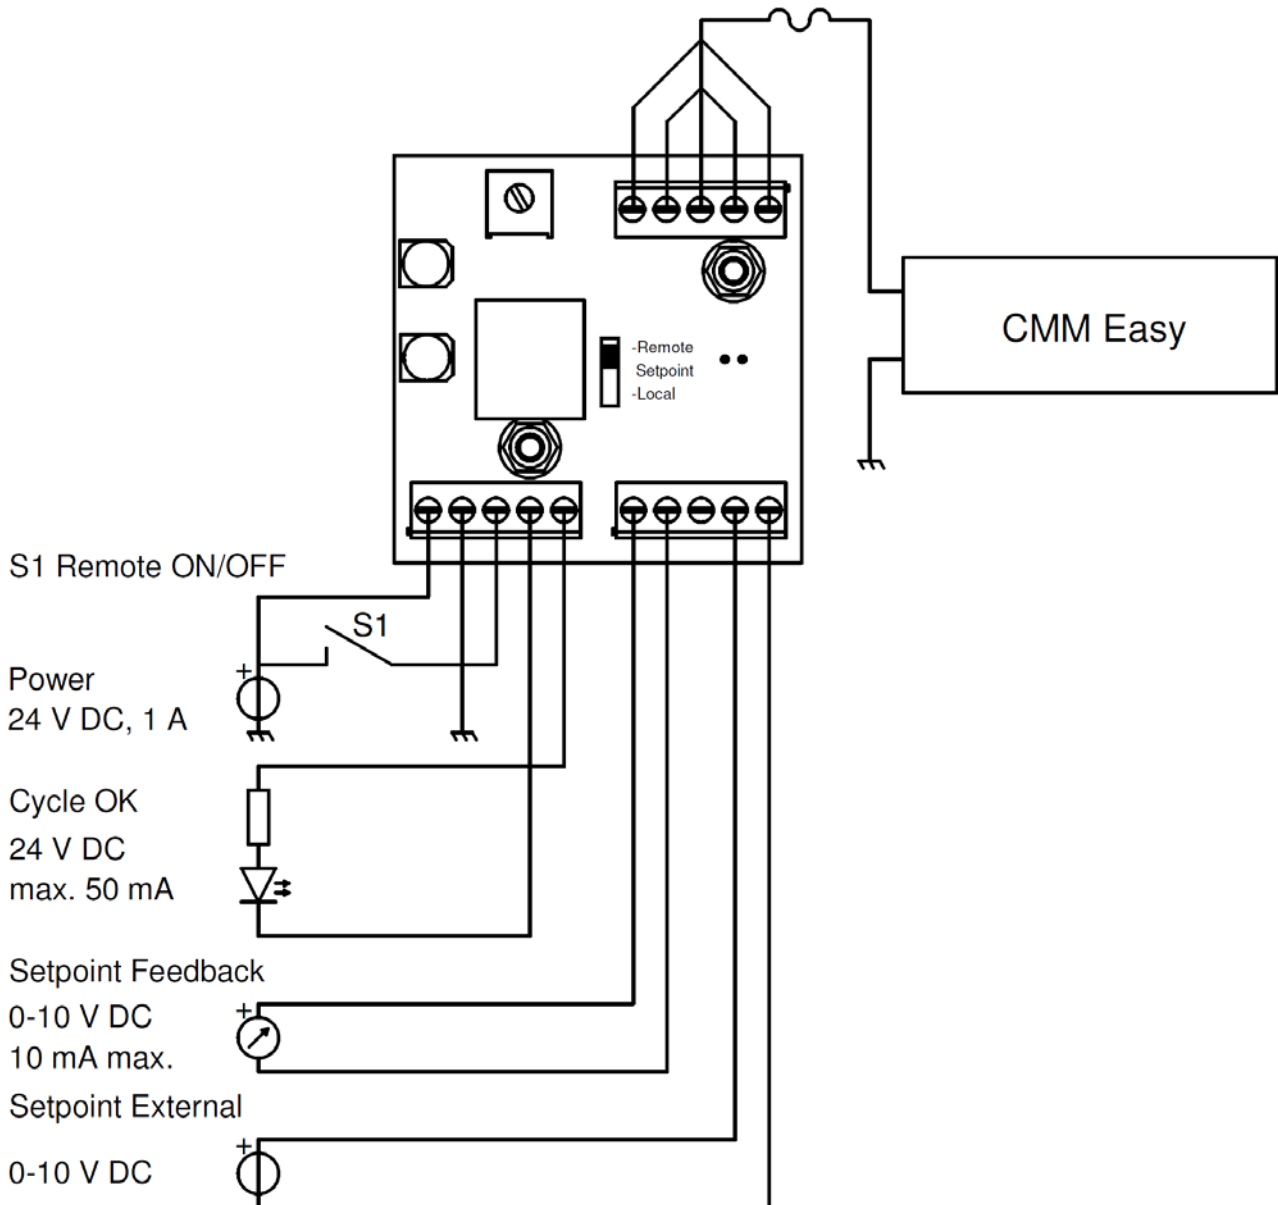 CMM Easy
-Remote
Setpoint
-Local
S1 Remote ON/OFF
S1
+
Power
24 V DC, 1 A
Cycle OK
24 V DC
max. 50 mA
Setpoint Feedback
+
0-10 V DC
10 mA max.
Setpoint External
+
0-10 V DC